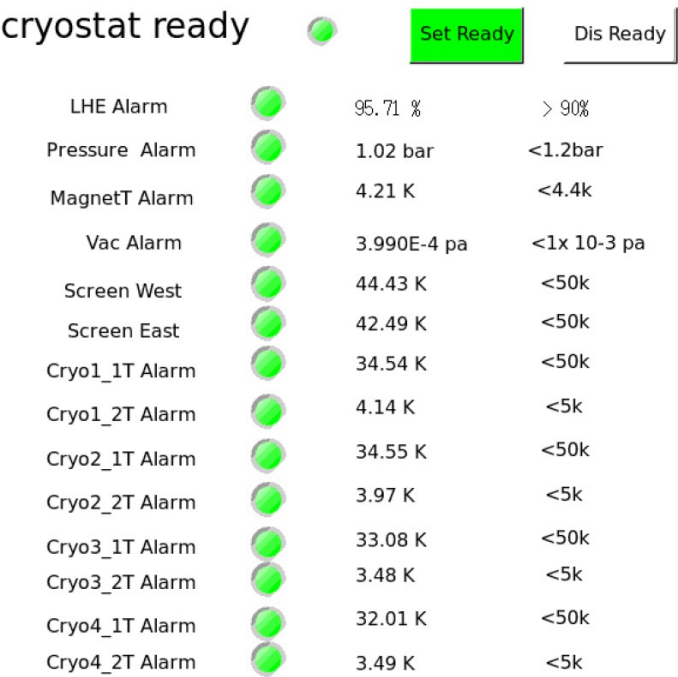 cryostat ready Set Ready Dis Ready
LHE Alarm 95.71 % > 90%
Pressure Alarm 1.02 bar <1.2bar
MagnetT Alarm 4.21 K <4.4k
Vac Alarm 3.990E-4 pa <1x 10-3 pa
Screen West 44.43 K <50k
Screen East 42.49 K <50k
Cryo1_1T Alarm 34.54 K <50k
Cryo1_2T Alarm 4.14 K <5k
Cryo2_1T Alarm 34.55 K <50k
Cryo2_2T Alarm 3.97 K <5k
Cryo3_1T Alarm 33.08 K <50k
Cryo3_2T Alarm 3.48 K <5k
Cryo4_1T Alarm 32.01 K <50k
Cryo4_2T Alarm 3.49 K <5k